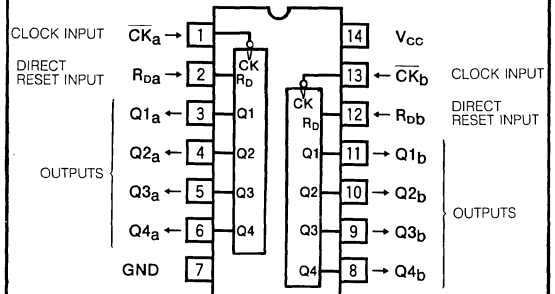 CLOCK INPUT C̅K̅a 1 14 VCC
CK
DIRECT RESET INPUT RDa 2 RD 13 C̅K̅b CLOCK INPUT
CK
Q1a 3 Q1 RD 12 RDb DIRECT RESET INPUT
Q2a 4 Q2 Q1 11 Q1b
OUTPUTS
Q3a 5 Q3 Q2 10 Q2b
OUTPUTS
Q4a 6 Q4 Q3 9 Q3b
GND 7 Q4 8 Q4b